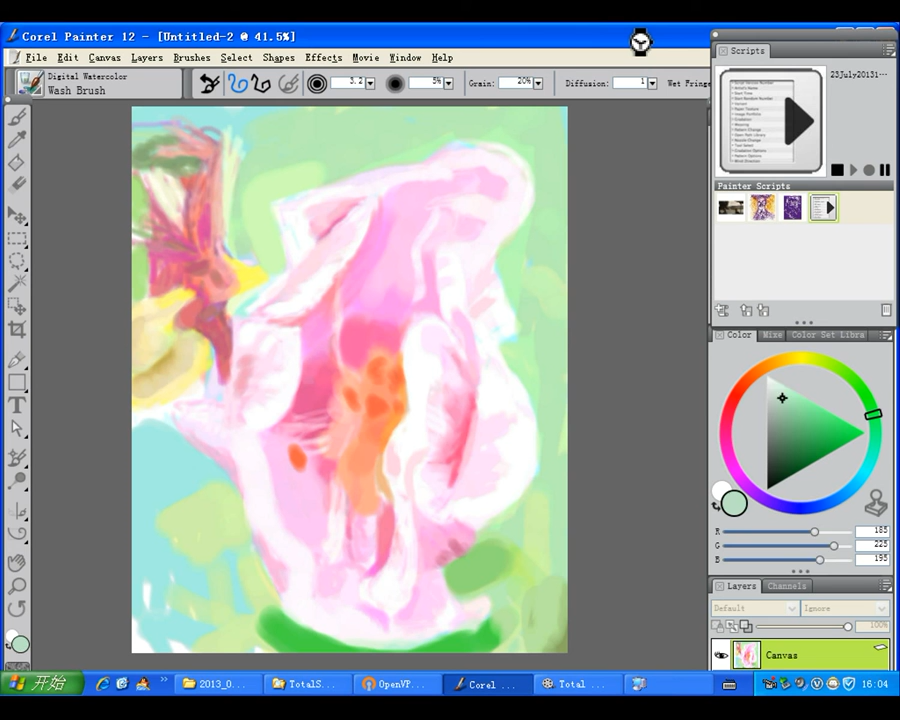 Corel Painter 12 - [Untitled-2 @ 41.5%]
File Edit Canvas Layers Brushes Select Shapes Effects Movie Window Help
Digital Watercolor
Wash Brush
3.2
5%
Grain: 20%
Diffusion: 1
Wet Fringe
Scripts
23July20131...
Painter Scripts
Color Mixe Color Set Libra
R 185
G 225
B 195
Layers Channels
Default Ignore
100%
Canvas
开始
2013_0...
TotalS...
OpenVP...
Corel ...
Total ...
16:04